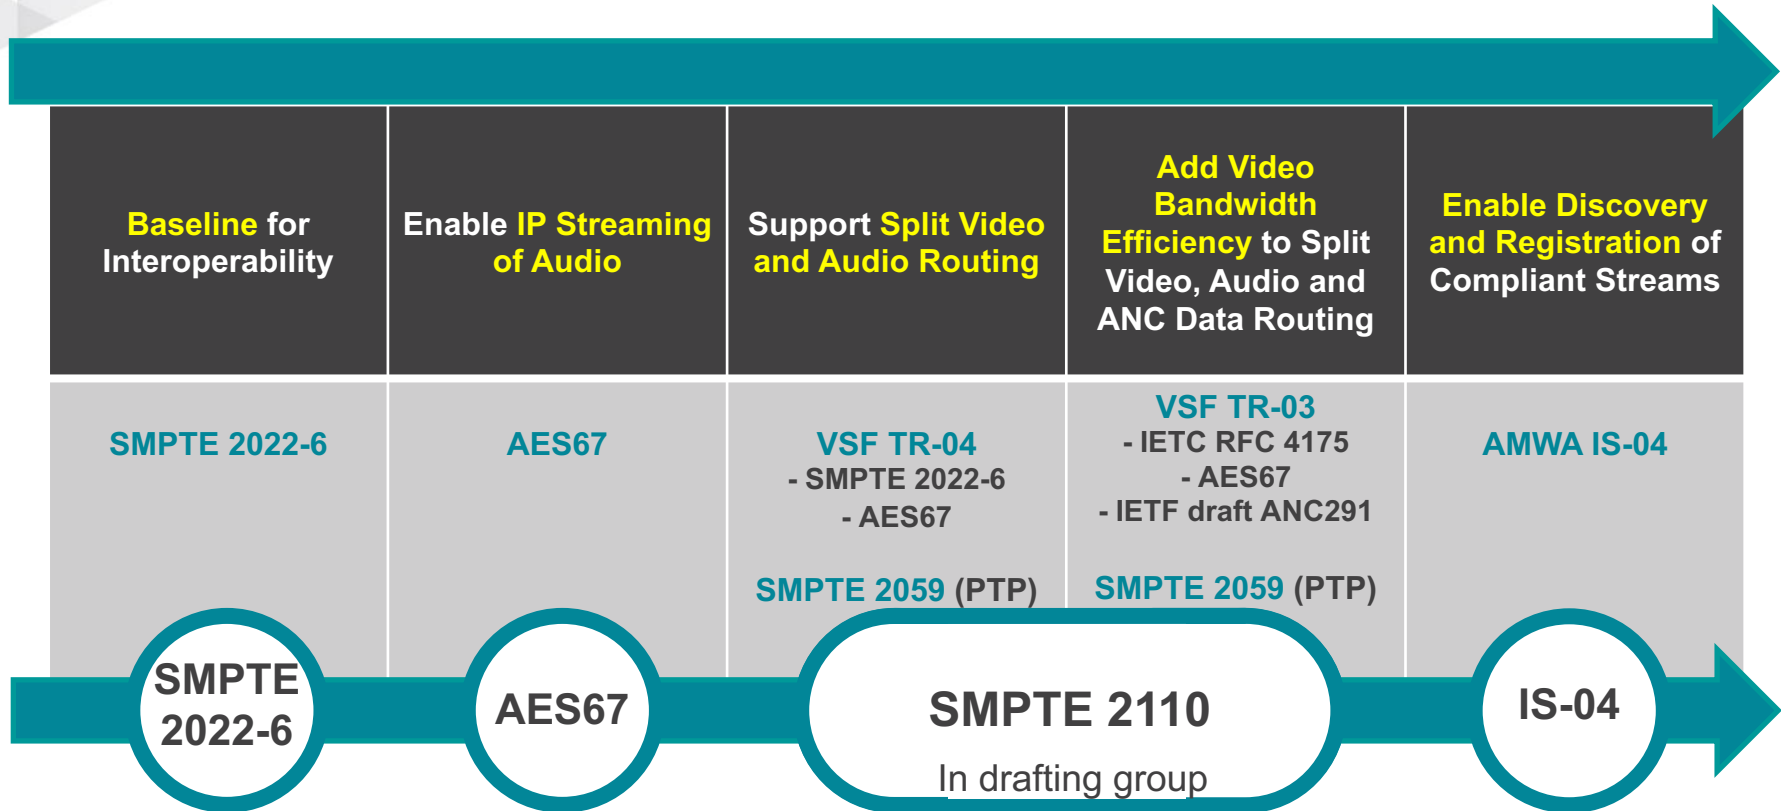 Baseline for
Interoperability
Enable IP Streaming
of Audio
Support Split Video
and Audio Routing
Add Video
Bandwidth
Efficiency to Split
Video, Audio and
ANC Data Routing
Enable Discovery
and Registration of
Compliant Streams
SMPTE 2022-6
AES67
VSF TR-04
- SMPTE 2022-6
- AES67
SMPTE 2059 (PTP)
VSF TR-03
- IETC RFC 4175
- AES67
- IETF draft ANC291
SMPTE 2059 (PTP)
AMWA IS-04
SMPTE
2022-6
AES67
SMPTE 2110
In drafting group
IS-04